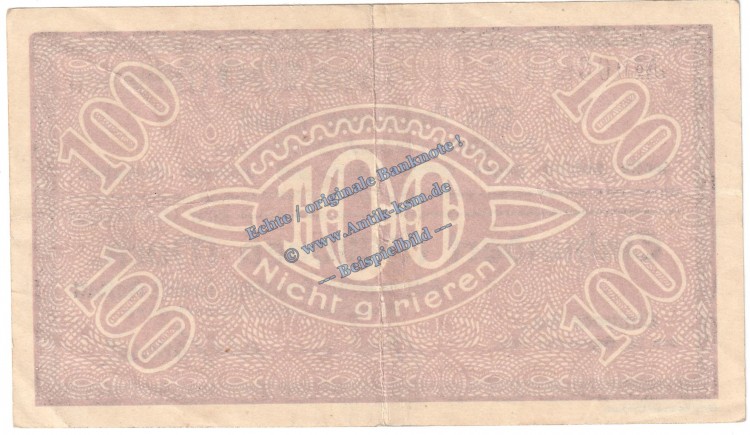 100
100
Echte / originale Banknote !
100
© www.Antik-ksm.de
— Beispielbild —
Nicht girieren
100
100